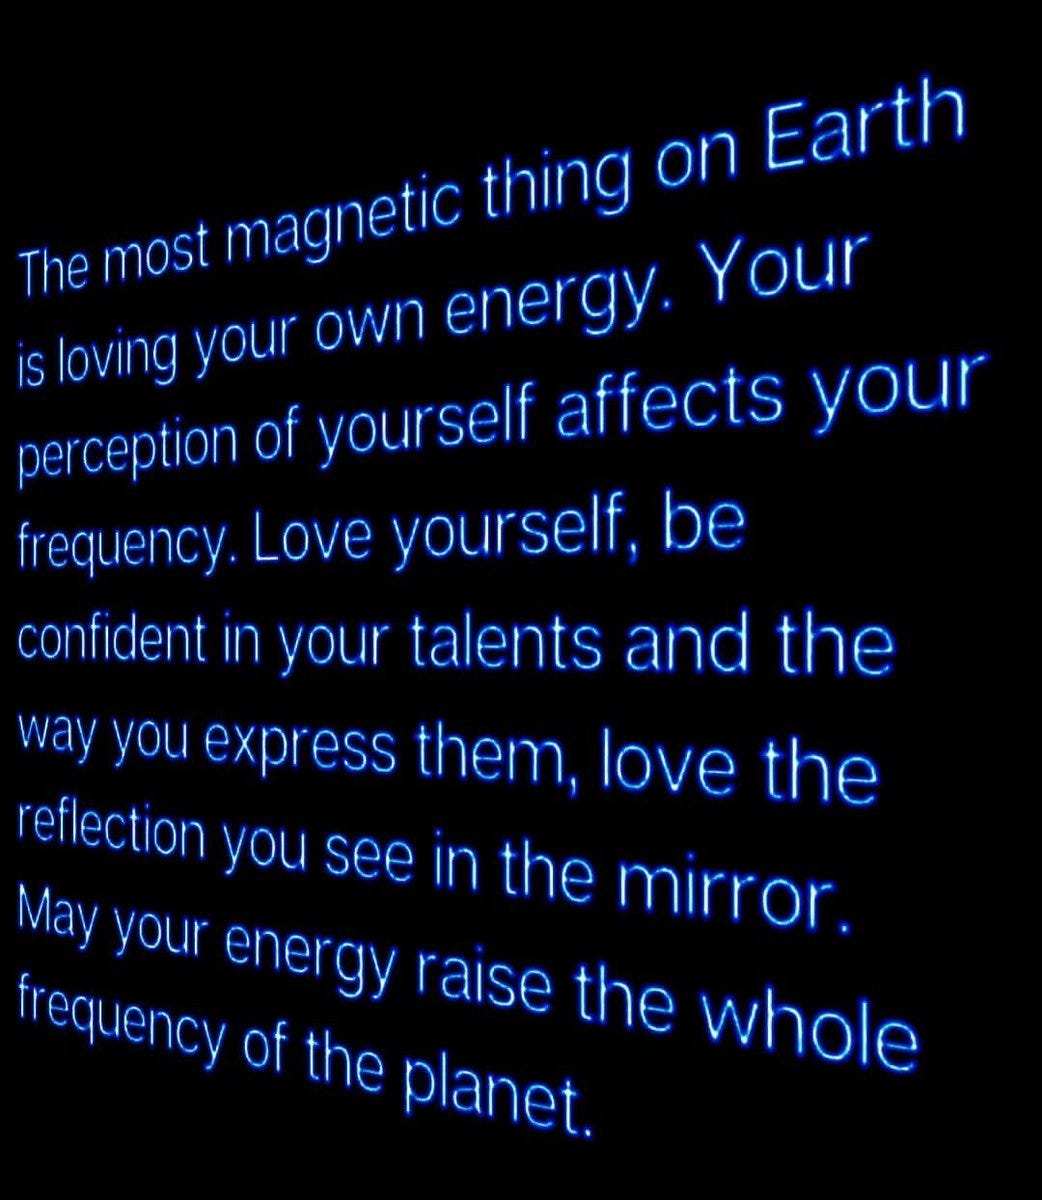 The most magnetic thing on Earth
is loving your own energy. Your
perception of yourself affects your
frequency. Love yourself, be
confident in your talents and the
way you express them, love the
reflection you see in the mirror.
May your energy raise the whole
frequency of the planet.